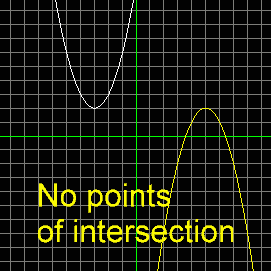 No points
of intersection